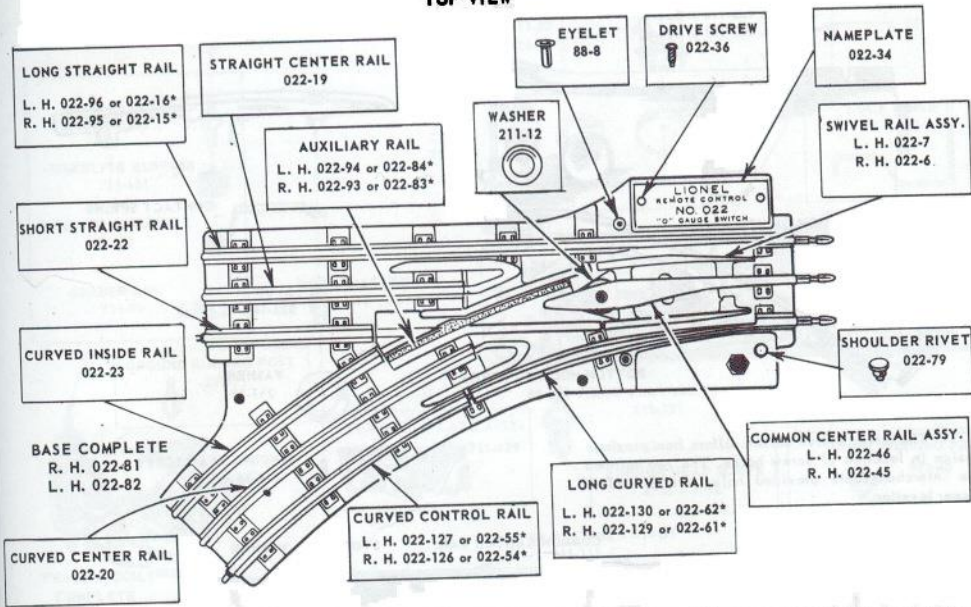 TOP VIEW
EYELET
88-8
DRIVE SCREW
022-36
NAMEPLATE
022-34
LONG STRAIGHT RAIL
L. H. 022-96 or 022-16*
R. H. 022-95 or 022-15*
STRAIGHT CENTER RAIL
022-19
WASHER
211-12
SWIVEL RAIL ASSY.
L. H. 022-7
R. H. 022-6
AUXILIARY RAIL
L. H. 022-94 or 022-84*
R. H. 022-93 or 022-83*
LIONEL
REMOTE CONTROL
NO. 022
"O" GAUGE SWITCH
SHORT STRAIGHT RAIL
022-22
CURVED INSIDE RAIL
022-23
SHOULDER RIVET
022-79
BASE COMPLETE
R. H. 022-81
L. H. 022-82
COMMON CENTER RAIL ASSY.
L. H. 022-46
R. H. 022-45
LONG CURVED RAIL
L. H. 022-130 or 022-62*
R. H. 022-129 or 022-61*
CURVED CONTROL RAIL
L. H. 022-127 or 022-55*
R. H. 022-126 or 022-54*
CURVED CENTER RAIL
022-20